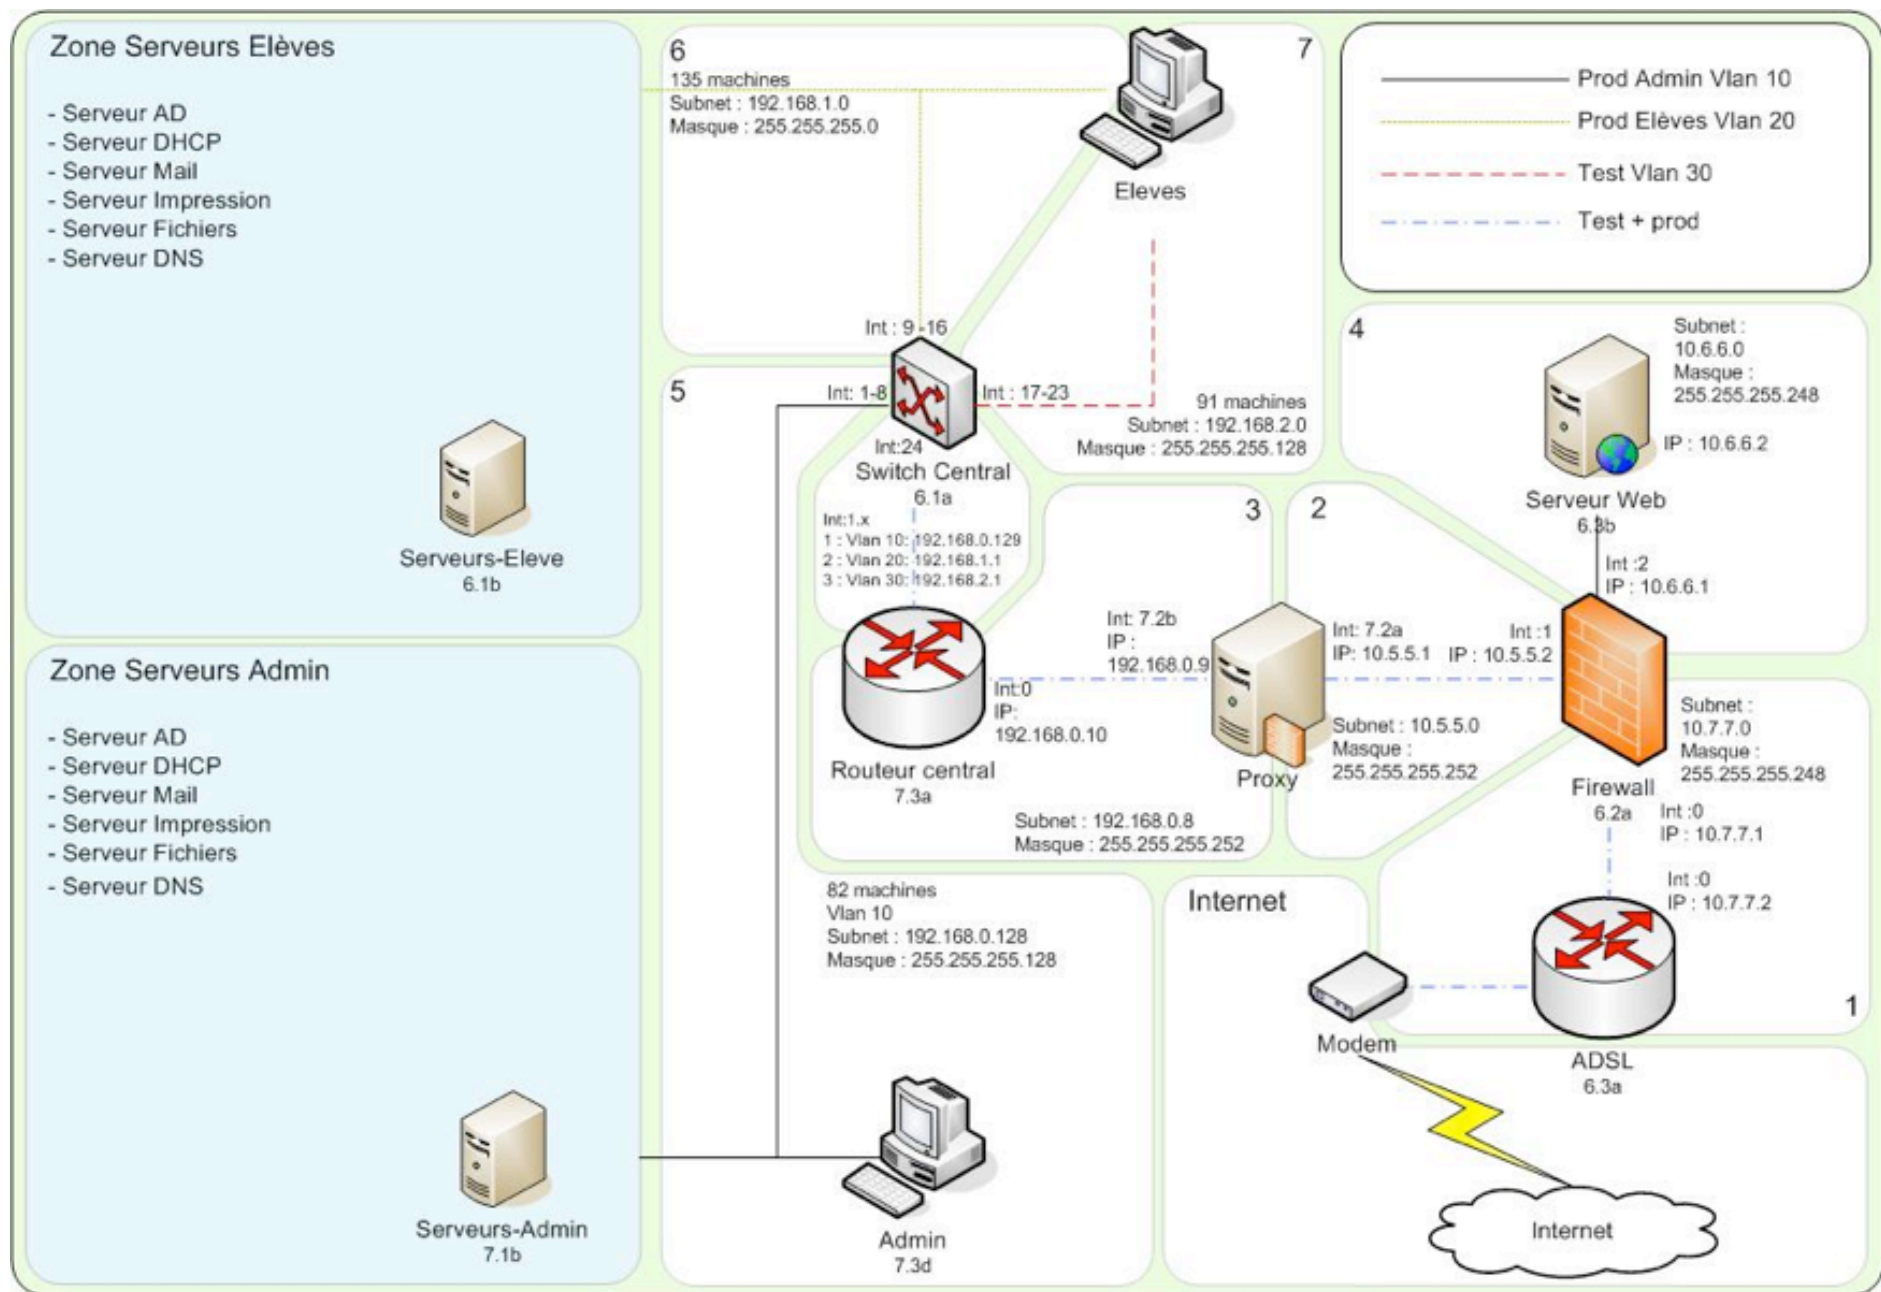 Zone Serveurs Elèves
- Serveur AD
- Serveur DHCP
- Serveur Mail
- Serveur Impression
- Serveur Fichiers
- Serveur DNS
Serveurs-Eleve
6.1b
Zone Serveurs Admin
- Serveur AD
- Serveur DHCP
- Serveur Mail
- Serveur Impression
- Serveur Fichiers
- Serveur DNS
Serveurs-Admin
7.1b
6
135 machines
Subnet : 192.168.1.0
Masque : 255.255.255.0
7
Eleves
Prod Admin Vlan 10
Prod Elèves Vlan 20
Test Vlan 30
Test + prod
Int : 9 -16
5
Int: 1-8
Int : 17-23
Int:24
Switch Central
6.1a
91 machines
Subnet : 192.168.2.0
Masque : 255.255.255.128
4
Subnet :
10.6.6.0
Masque :
255.255.255.248
IP : 10.6.6.2
Serveur Web
6.3b
Int :2
IP : 10.6.6.1
Int:1.x
1 : Vlan 10: 192.168.0.129
2 : Vlan 20: 192.168.1.1
3 : Vlan 30: 192.168.2.1
3
2
Int: 7.2b
IP :
192.168.0.9
Int: 7.2a
IP: 10.5.5.1
Int :1
IP : 10.5.5.2
Int:0
IP:
192.168.0.10
Routeur central
7.3a
Proxy
Subnet : 10.5.5.0
Masque :
255.255.255.252
Subnet : 192.168.0.8
Masque : 255.255.255.252
Subnet :
10.7.7.0
Masque :
255.255.255.248
Firewall
6.2a
Int :0
IP : 10.7.7.1
Int :0
IP : 10.7.7.2
82 machines
Vlan 10
Subnet : 192.168.0.128
Masque : 255.255.255.128
Internet
Modem
1
ADSL
6.3a
Admin
7.3d
Internet